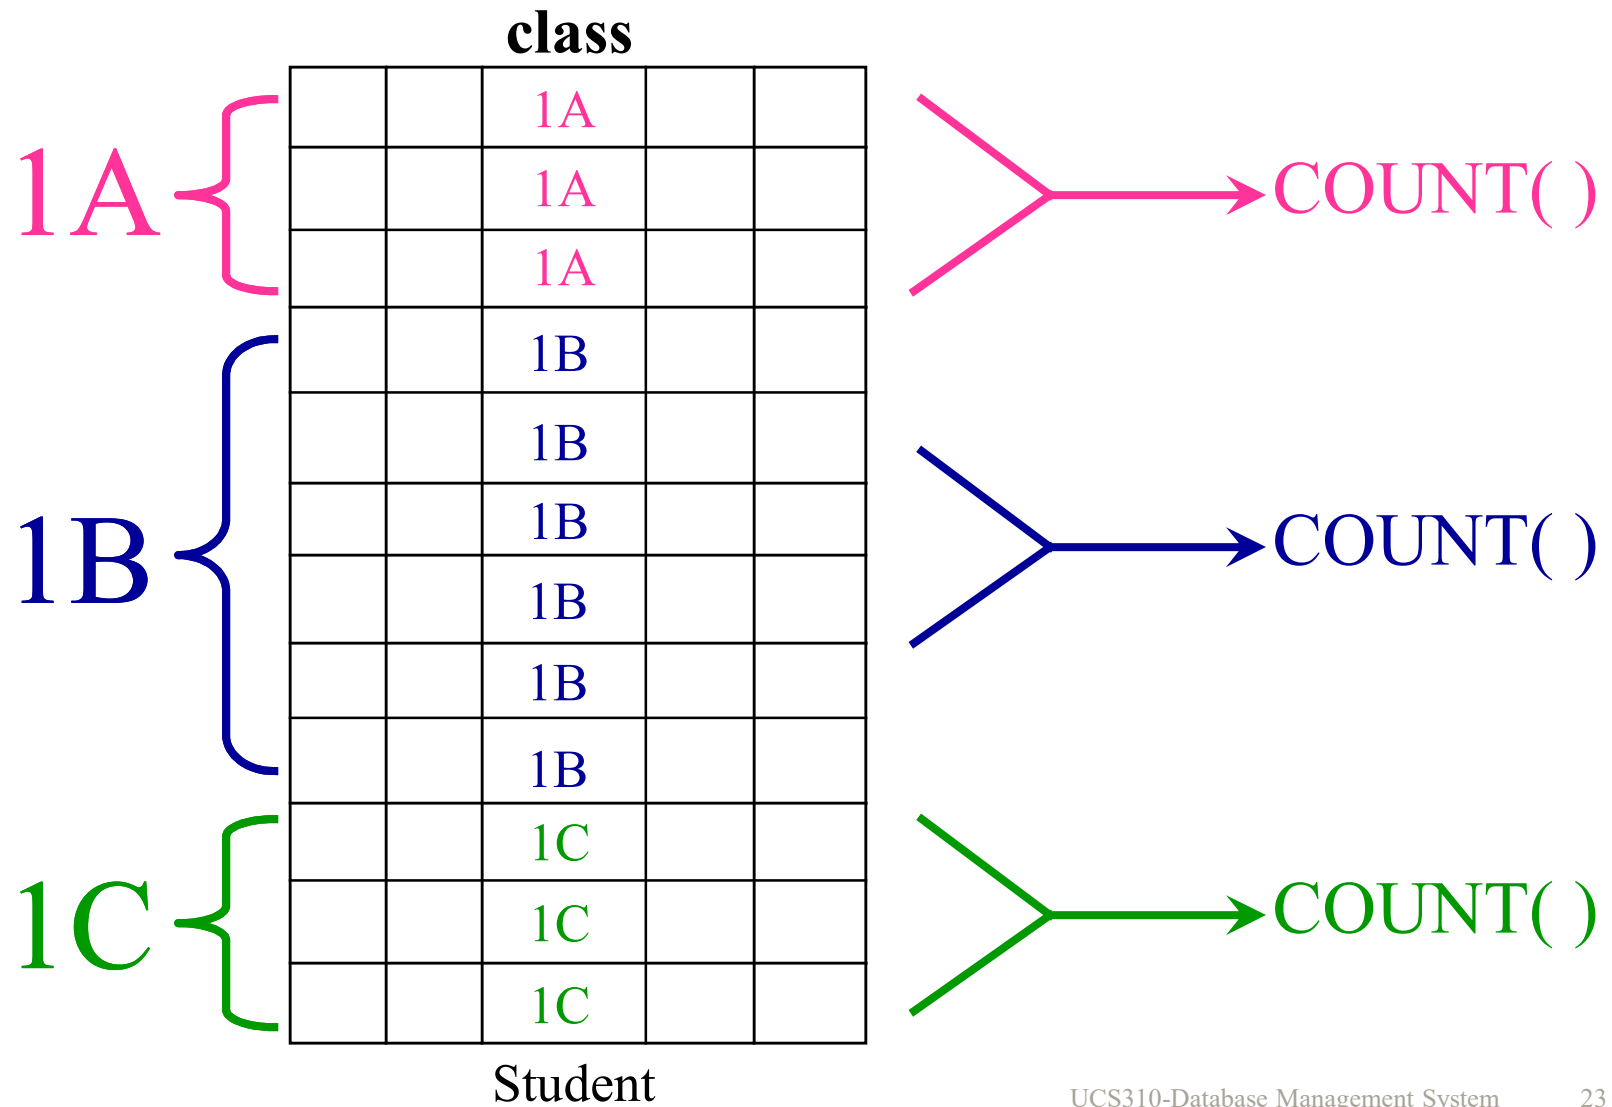 class
1A
1A
1A
1A
COUNT( )
1B
1B
1B
1B
1B
1B
1B
COUNT( )
1C
1C
1C
1C
COUNT( )
Student
UCS310-Database Management System 23